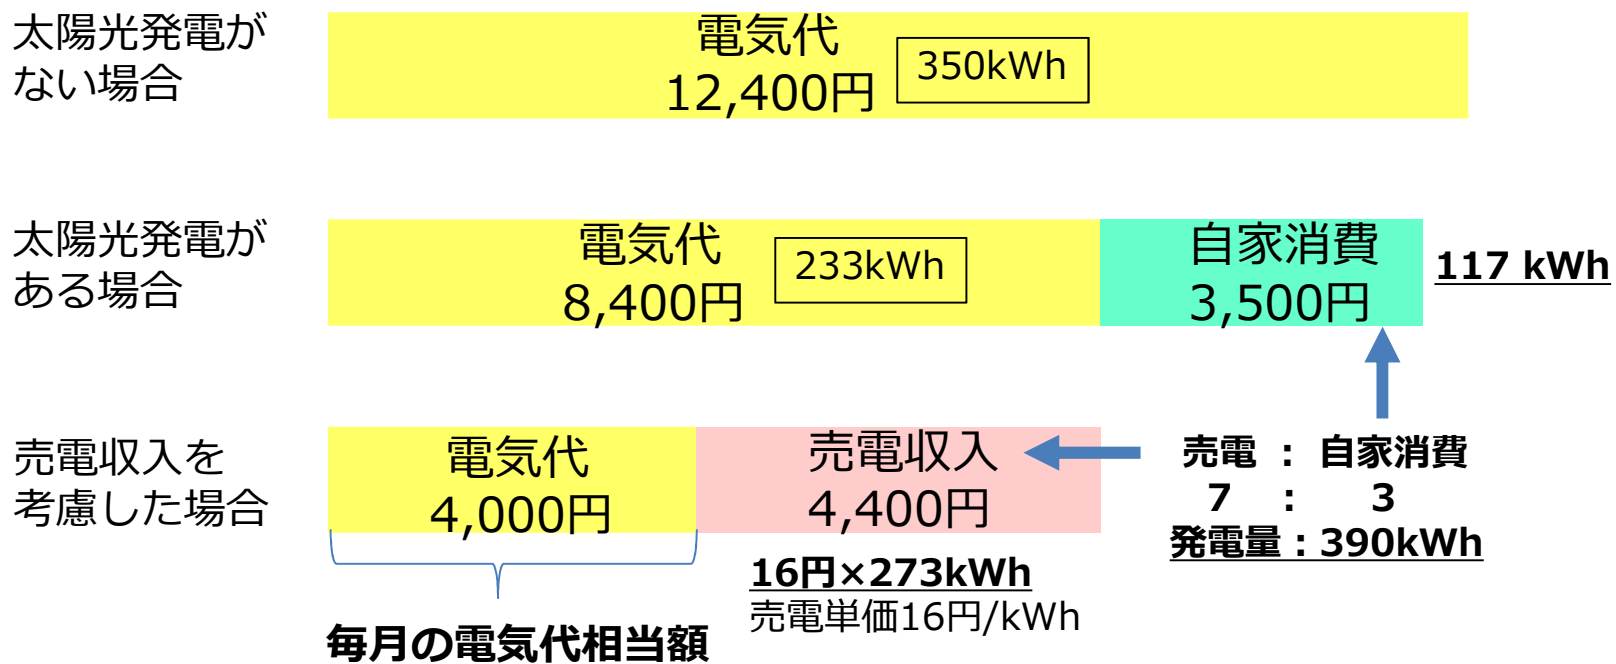 太陽光発電が
ない場合
電気代
12,400円
350kWh
太陽光発電が
ある場合
電気代
8,400円
233kWh
自家消費
3,500円
117 kWh
売電収入を
考慮した場合
電気代
4,000円
売電収入
4,400円
売電 : 自家消費
7 : 3
発電量:390kWh
16円×273kWh
売電単価16円/kWh
毎月の電気代相当額